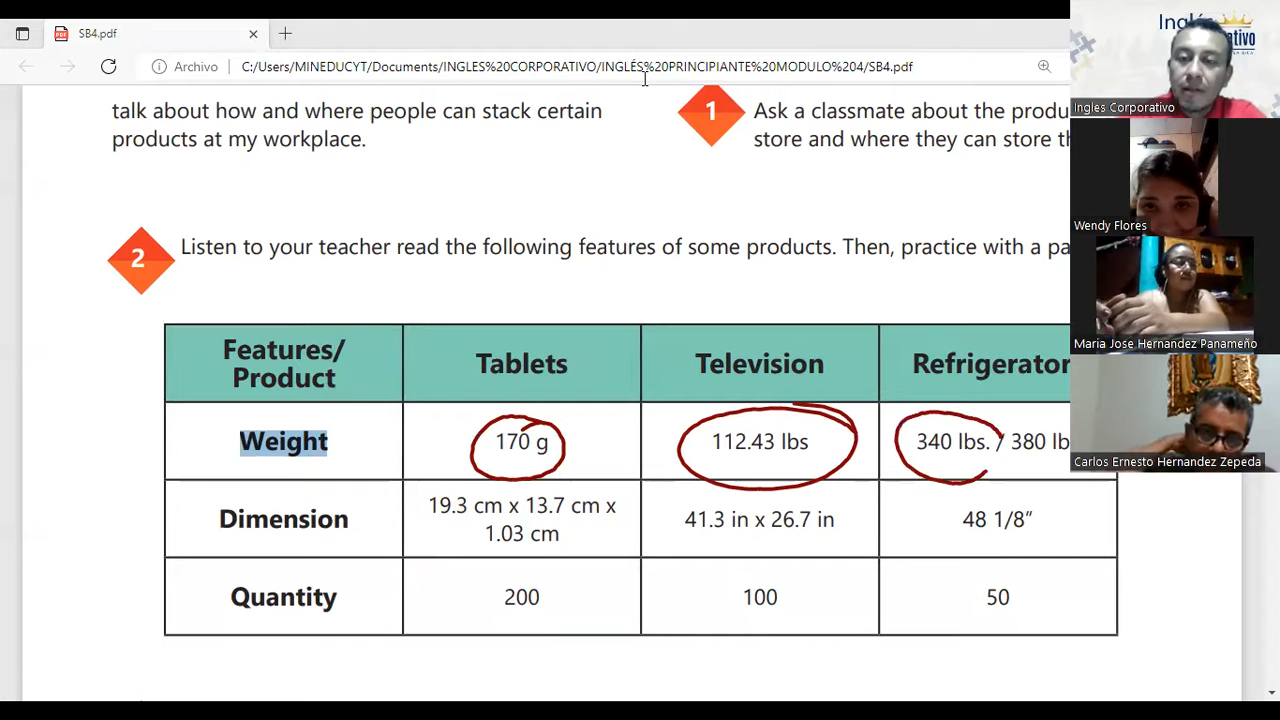 SB4.pdf
Archivo
C:/Users/MINEDUCYT/Documents/INGLES%20CORPORATIVO/INGLÉS%20PRINCIPIANTE%20MODULO%204/SB4.pdf
Inglés
talk about how and where people can stack certain
products at my workplace.
1
Ask a classmate about the produ
store and where they can store th
Ingles Corporativo
Wendy Flores
Maria Jose Hernandez Panameño
Carlos Ernesto Hernandez Zepeda
2
Listen to your teacher read the following features of some products. Then, practice with a pa
Features/ Tablets Television Refrigerator
Product
Weight 170 g 112.43 lbs 340 lbs. / 380 lb
Dimension 19.3 cm x 13.7 cm x 41.3 in x 26.7 in 48 1/8”
1.03 cm
Quantity 200 100 50